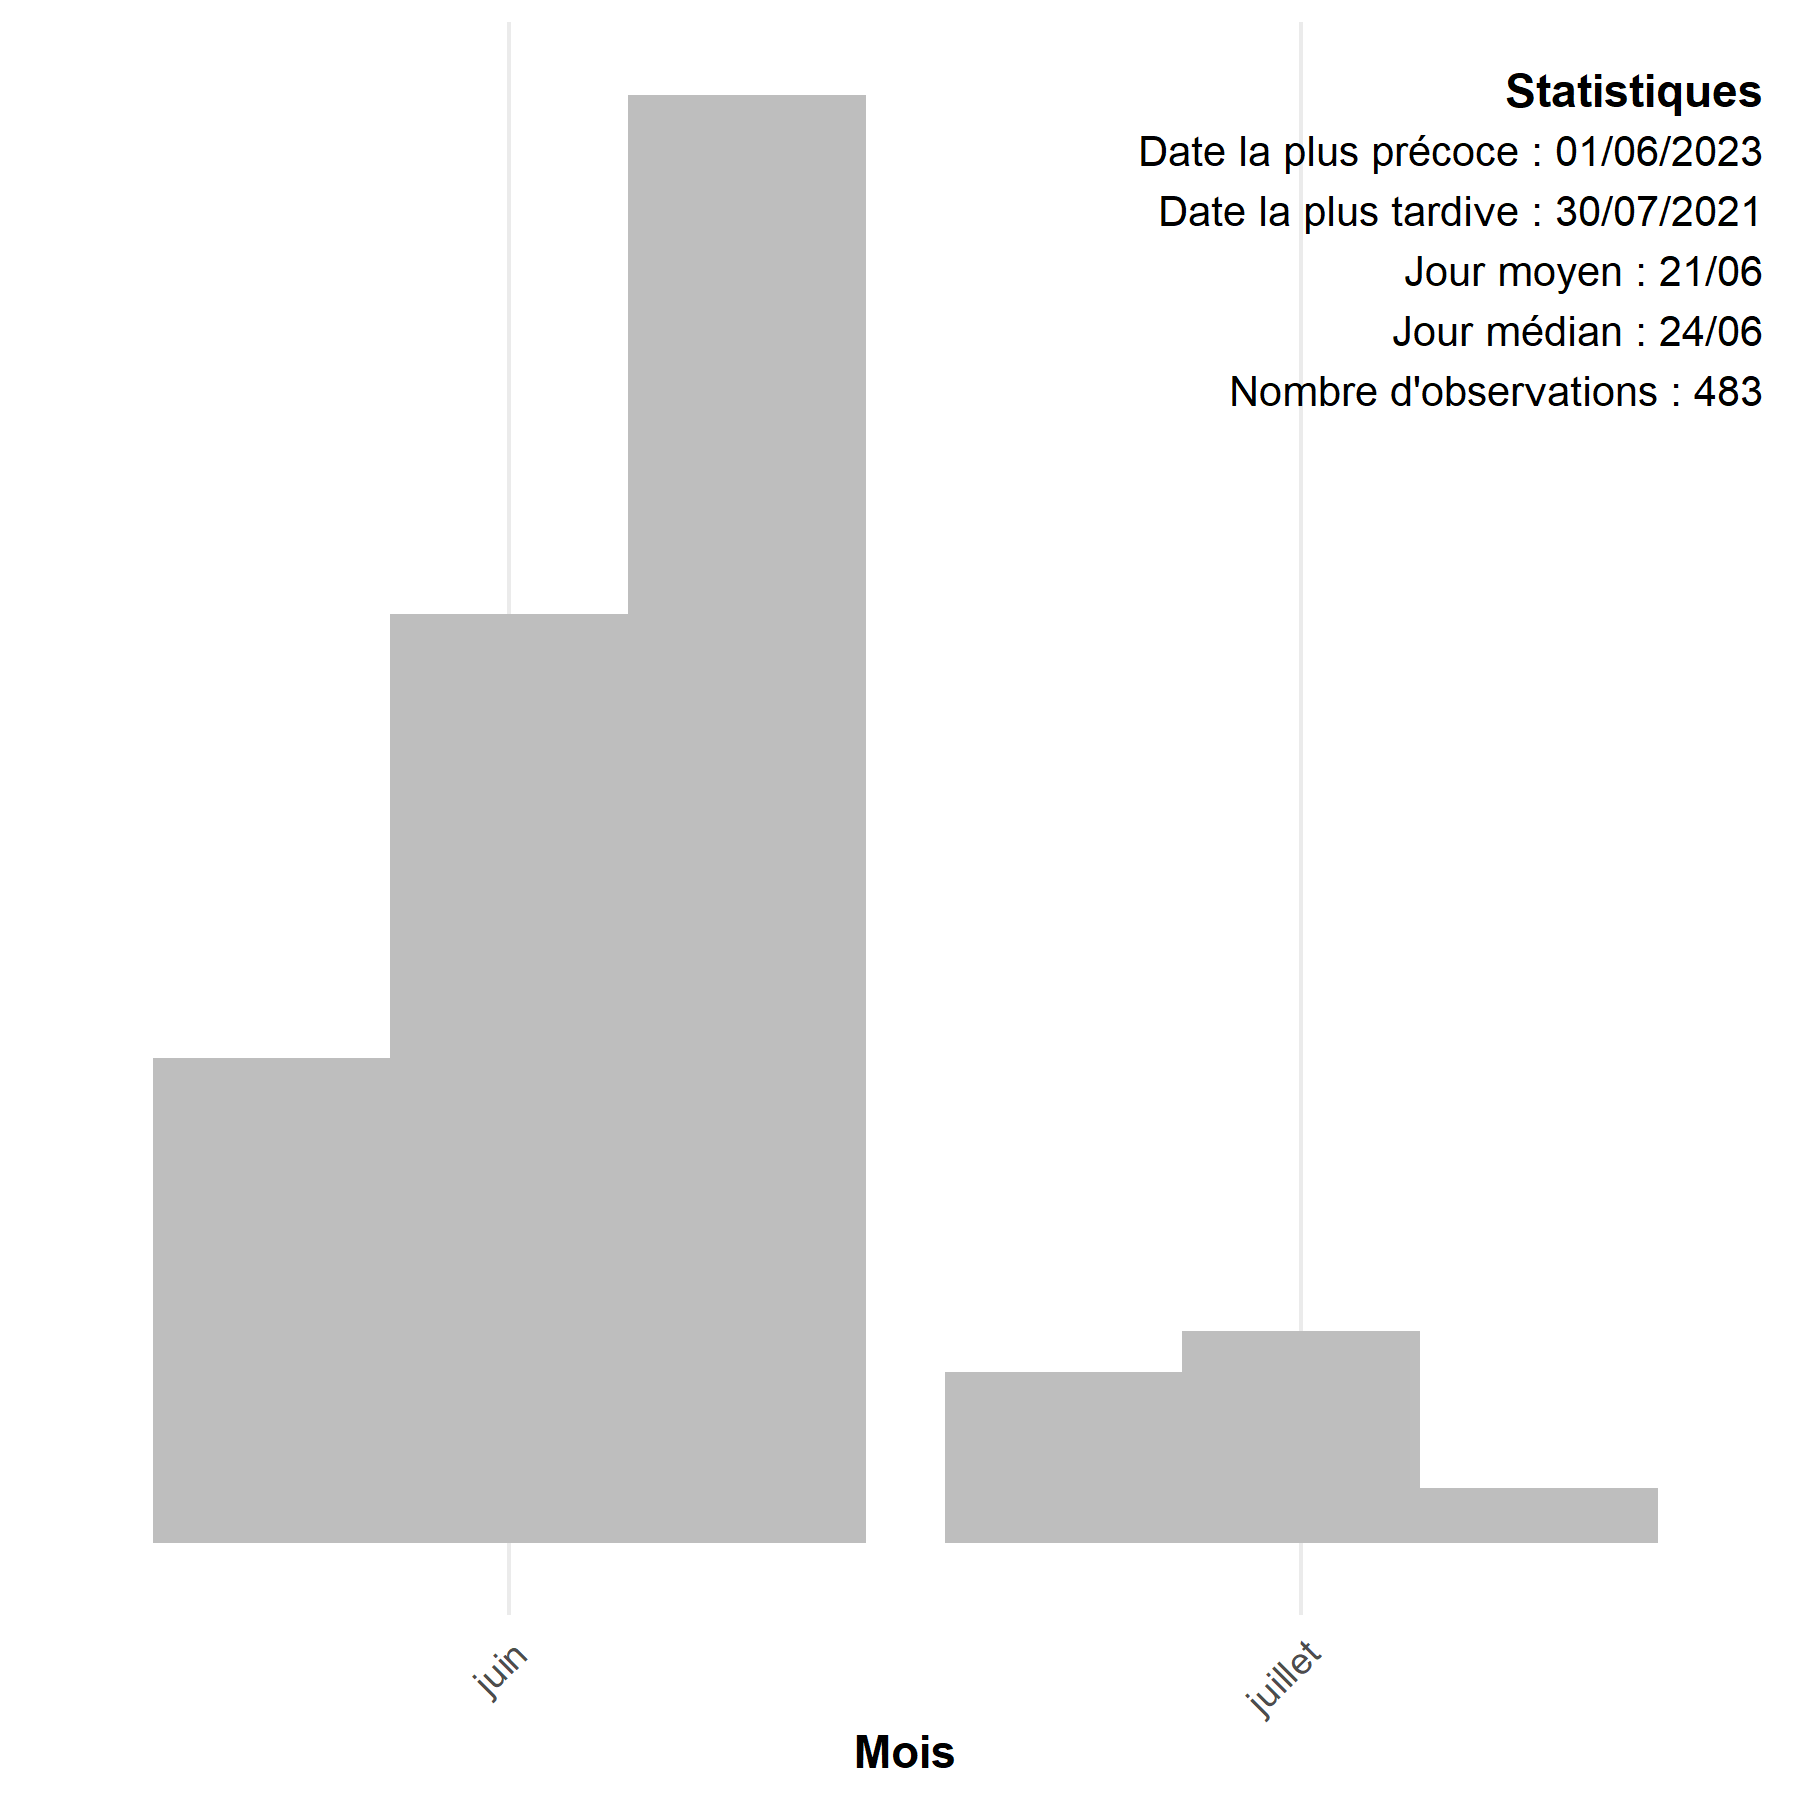 Statistiques
Date la plus précoce : 01/06/2023
Date la plus tardive : 30/07/2021
Jour moyen : 21/06
Jour médian : 24/06
Nombre d'observations : 483
juin
juillet
Mois